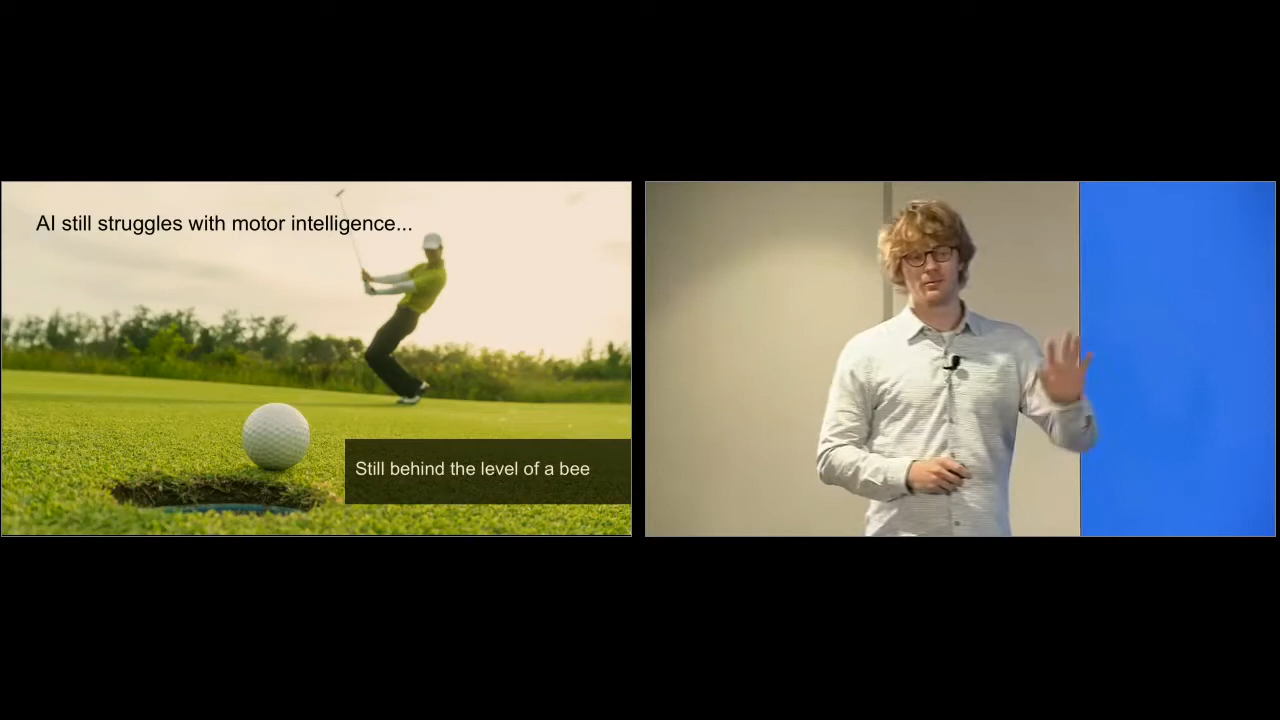 AI still struggles with motor intelligence...
Still behind the level of a bee